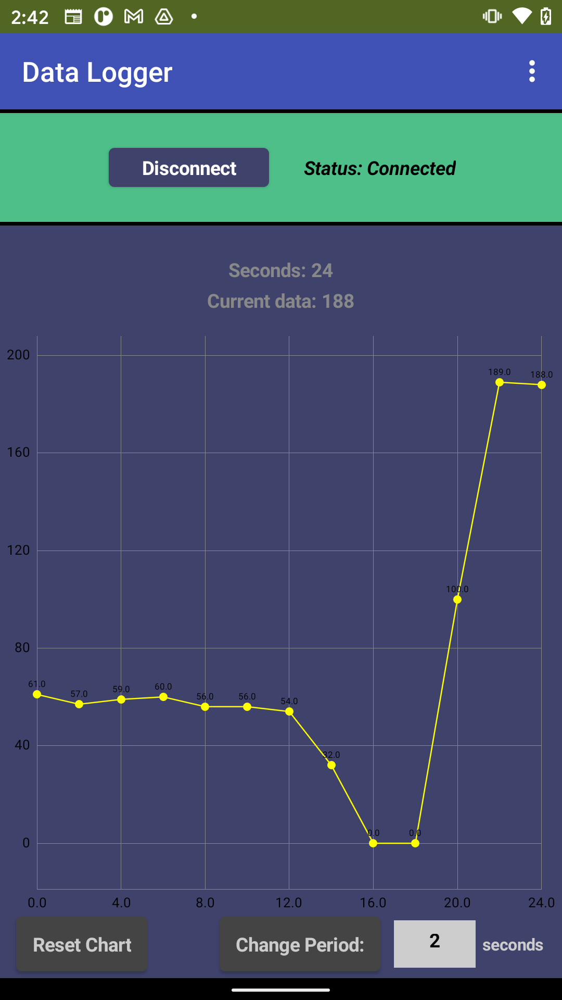 2:42
Data Logger
Disconnect Status: Connected
Seconds: 24
Current data: 188
200
189.0 188.0
160
120
100.0
80
61.0 57.0 59.0 60.0 56.0 56.0 54.0
40
32.0
0.0 0.0
0
0.0 4.0 8.0 12.0 16.0 20.0 24.0
Reset Chart Change Period: 2 seconds